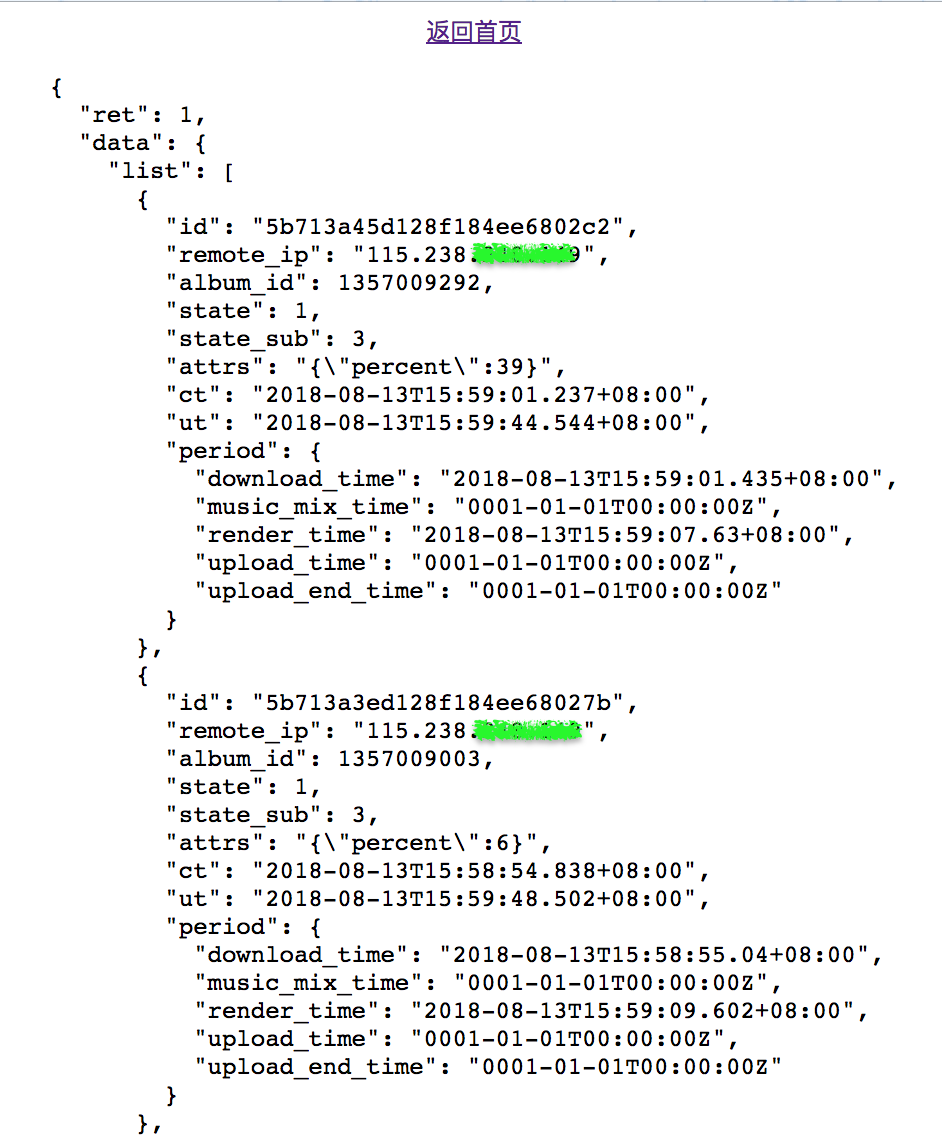 返回首页
{
"ret": 1,
"data": {
"list": [
{
"id": "5b713a45d128f184ee6802c2",
"remote_ip": "115.238.
"album_id": 1357009292,
"state": 1,
"state_sub": 3,
"attrs": "{\"percent\":39}",
"ct": "2018-08-13T15:59:01.237+08:00",
"ut": "2018-08-13T15:59:44.544+08:00",
"period": {
"download_time": "2018-08-13T15:59:01.435+08:00",
"music_mix_time": "0001-01-01T00:00:00Z",
"render_time": "2018-08-13T15:59:07.63+08:00",
"upload_time": "0001-01-01T00:00:00Z",
"upload_end_time": "0001-01-01T00:00:00Z"
}
},
{
"id": "5b713a3ed128f184ee68027b",
"remote_ip": "115.238. ",
"album_id": 1357009003,
"state": 1,
"state_sub": 3,
"attrs": "{\"percent\":6}",
"ct": "2018-08-13T15:58:54.838+08:00",
"ut": "2018-08-13T15:59:48.502+08:00",
"period": {
"download_time": "2018-08-13T15:58:55.04+08:00",
"music_mix_time": "0001-01-01T00:00:00Z",
"render_time": "2018-08-13T15:59:09.602+08:00",
"upload_time": "0001-01-01T00:00:00Z",
"upload_end_time": "0001-01-01T00:00:00Z"
}
},